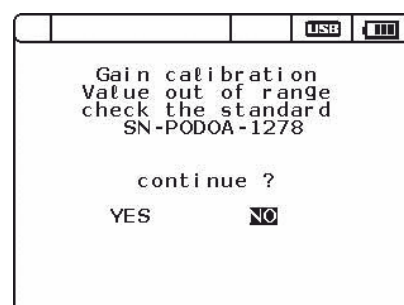 USB
Gain calibration
Value out of range
check the standard
SN-PODOA-1278
continue ?
YES NO